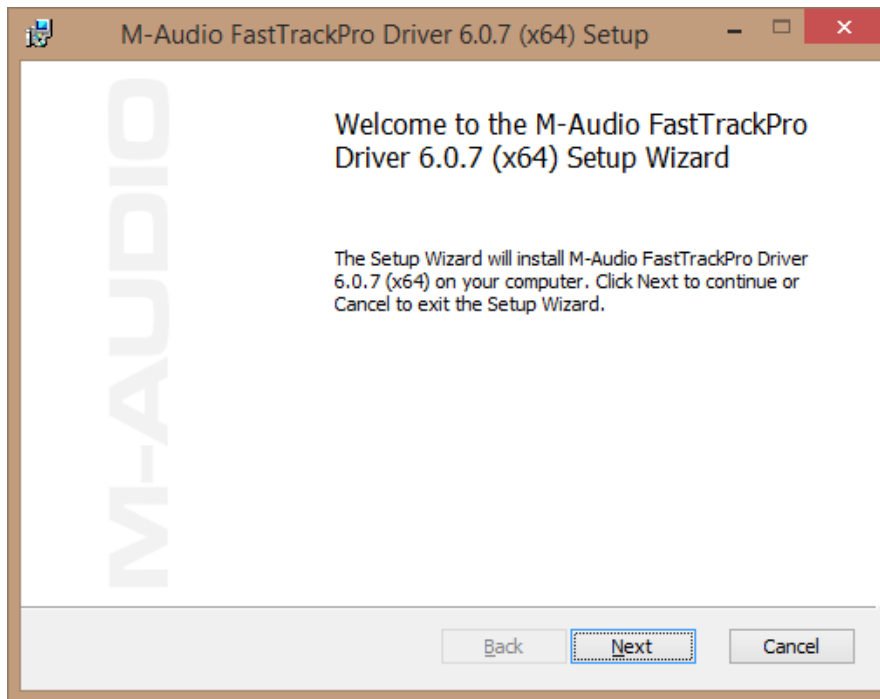 M-Audio FastTrackPro Driver 6.0.7 (x64) Setup
M-AUDIO
Welcome to the M-Audio FastTrackPro
Driver 6.0.7 (x64) Setup Wizard
The Setup Wizard will install M-Audio FastTrackPro Driver
6.0.7 (x64) on your computer. Click Next to continue or
Cancel to exit the Setup Wizard.
Back
Next
Cancel